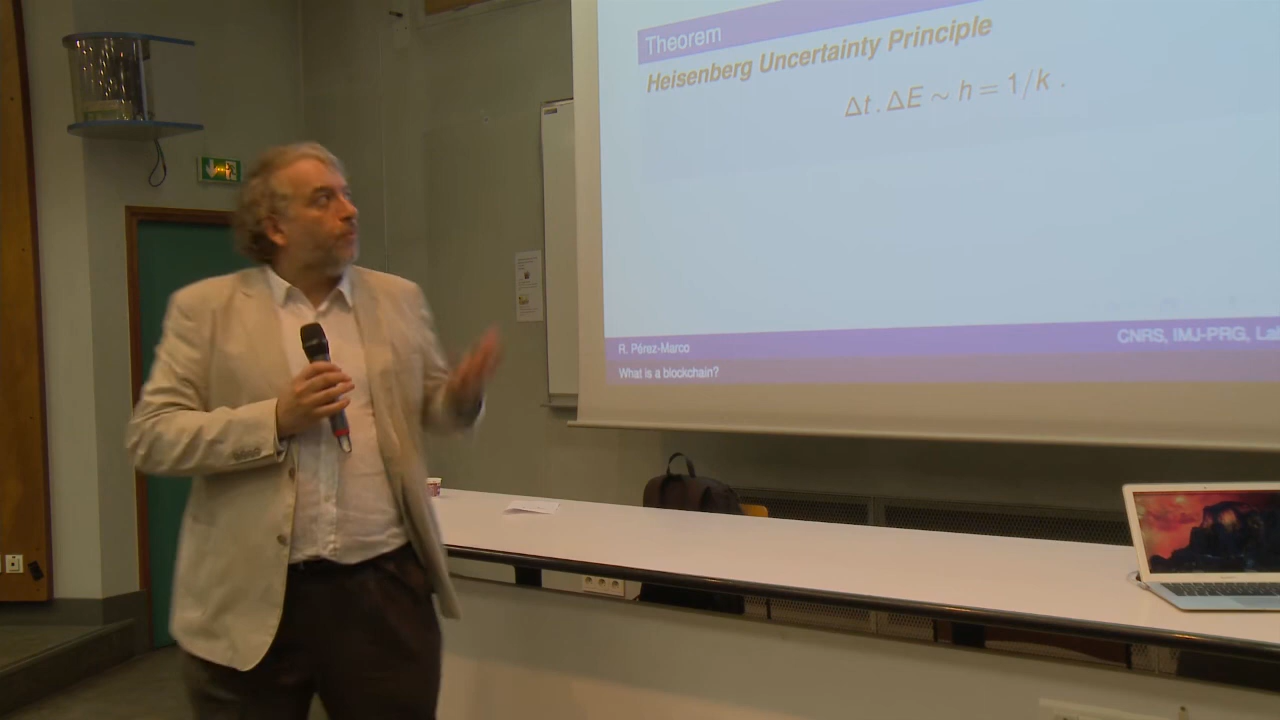 Theorem
Heisenberg Uncertainty Principle
Δt . ΔE ~ h = 1/k .
R. Pérez-Marco
CNRS, IMJ-PRG, La
What is a blockchain?